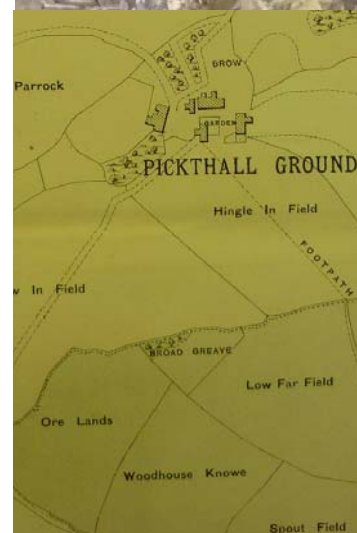 BROW
Parrock
GARDEN
PICKTHALL GROUND
Hingle In Field
FOOTPATH
w In Field
BROAD GREAVE
Low Far Field
Ore Lands
Woodhouse Knowe
Spout Field